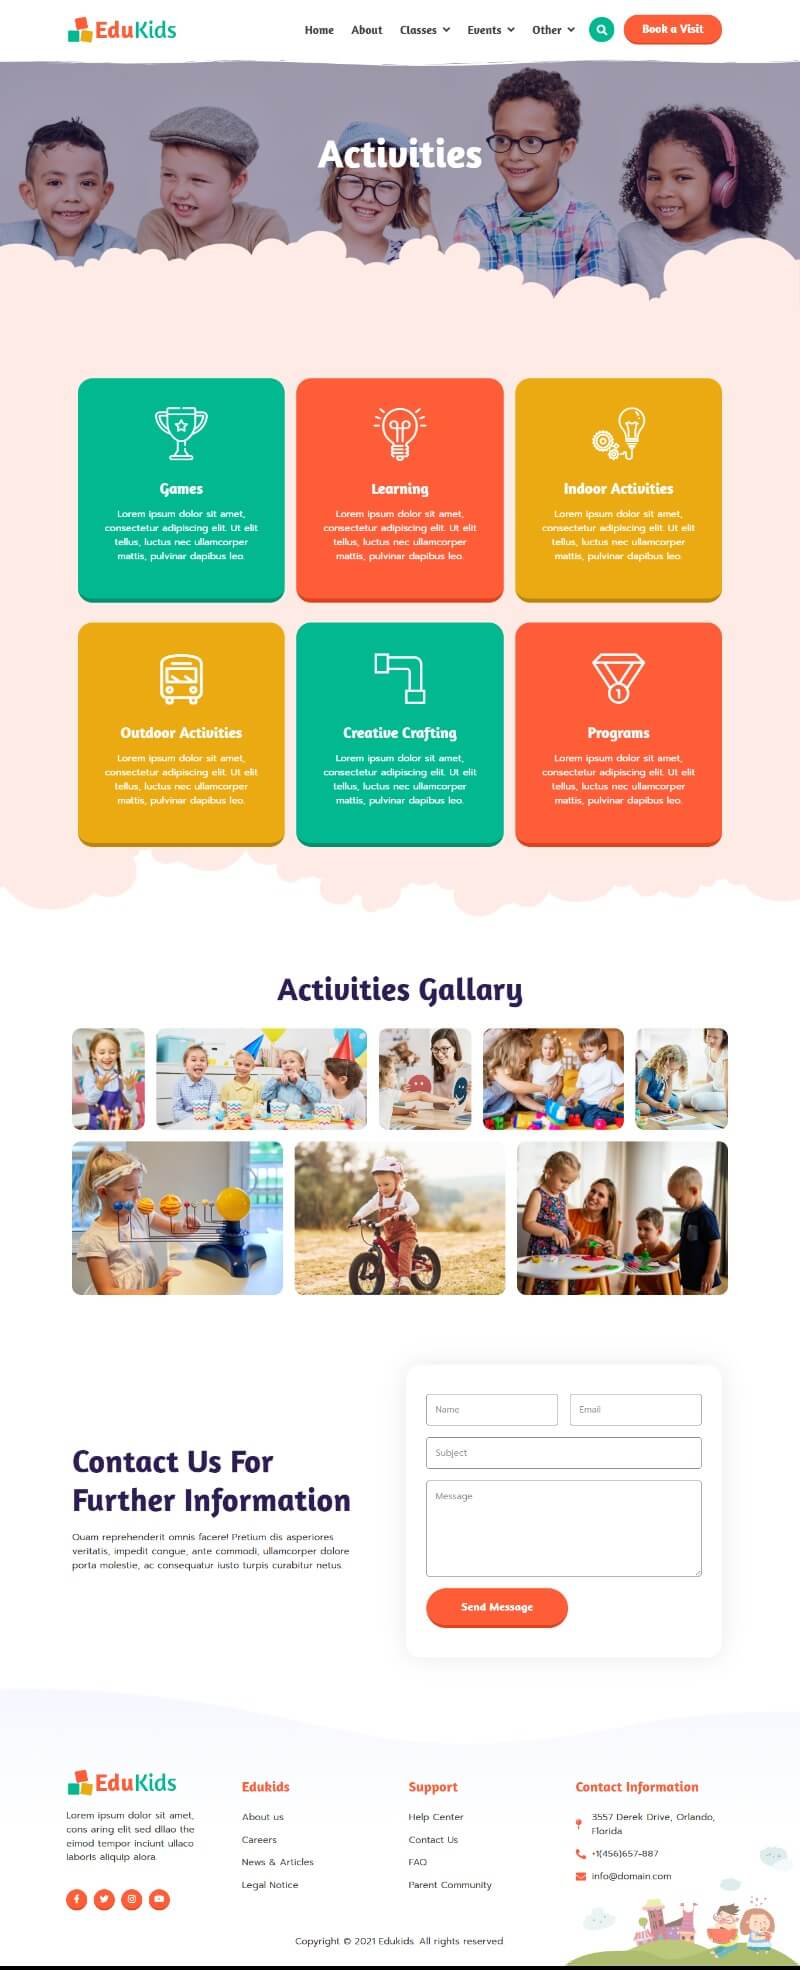 EduKids
Home About Classes Events Other Book a Visit
Activities
Games
Lorem ipsum dolor sit amet,
consectetur adipiscing elit. Ut elit
tellus, luctus nec ullamcorper
mattis, pulvinar dapibus leo.
Learning
Lorem ipsum dolor sit amet,
consectetur adipiscing elit. Ut elit
tellus, luctus nec ullamcorper
mattis, pulvinar dapibus leo.
Indoor Activities
Lorem ipsum dolor sit amet,
consectetur adipiscing elit. Ut elit
tellus, luctus nec ullamcorper
mattis, pulvinar dapibus leo.
Outdoor Activities
Lorem ipsum dolor sit amet,
consectetur adipiscing elit. Ut elit
tellus, luctus nec ullamcorper
mattis, pulvinar dapibus leo.
Creative Crafting
Lorem ipsum dolor sit amet,
consectetur adipiscing elit. Ut elit
tellus, luctus nec ullamcorper
mattis, pulvinar dapibus leo.
1
Programs
Lorem ipsum dolor sit amet,
consectetur adipiscing elit. Ut elit
tellus, luctus nec ullamcorper
mattis, pulvinar dapibus leo.
Activities Gallary
Contact Us For
Further Information
Quam reprehenderit omnis facere! Pretium dis asperiores
veritatis, impedit congue, ante commodi, ullamcorper dolore
porta molestie, ac consequatur iusto turpis curabitur netus.
Name Email
Subject
Message
Send Message
EduKids
Lorem ipsum dolor sit amet,
cons aring elit sed dllao the
eimod tempor inciunt ullaco
laboris aliquip alora.
Edukids
About us
Careers
News & Articles
Legal Notice
Support
Help Center
Contact Us
FAQ
Parent Community
Contact Information
3557 Derek Drive, Orlando,
Florida
+1(456)657-887
info@domain.com
Copyright © 2021 Edukids. All rights reserved